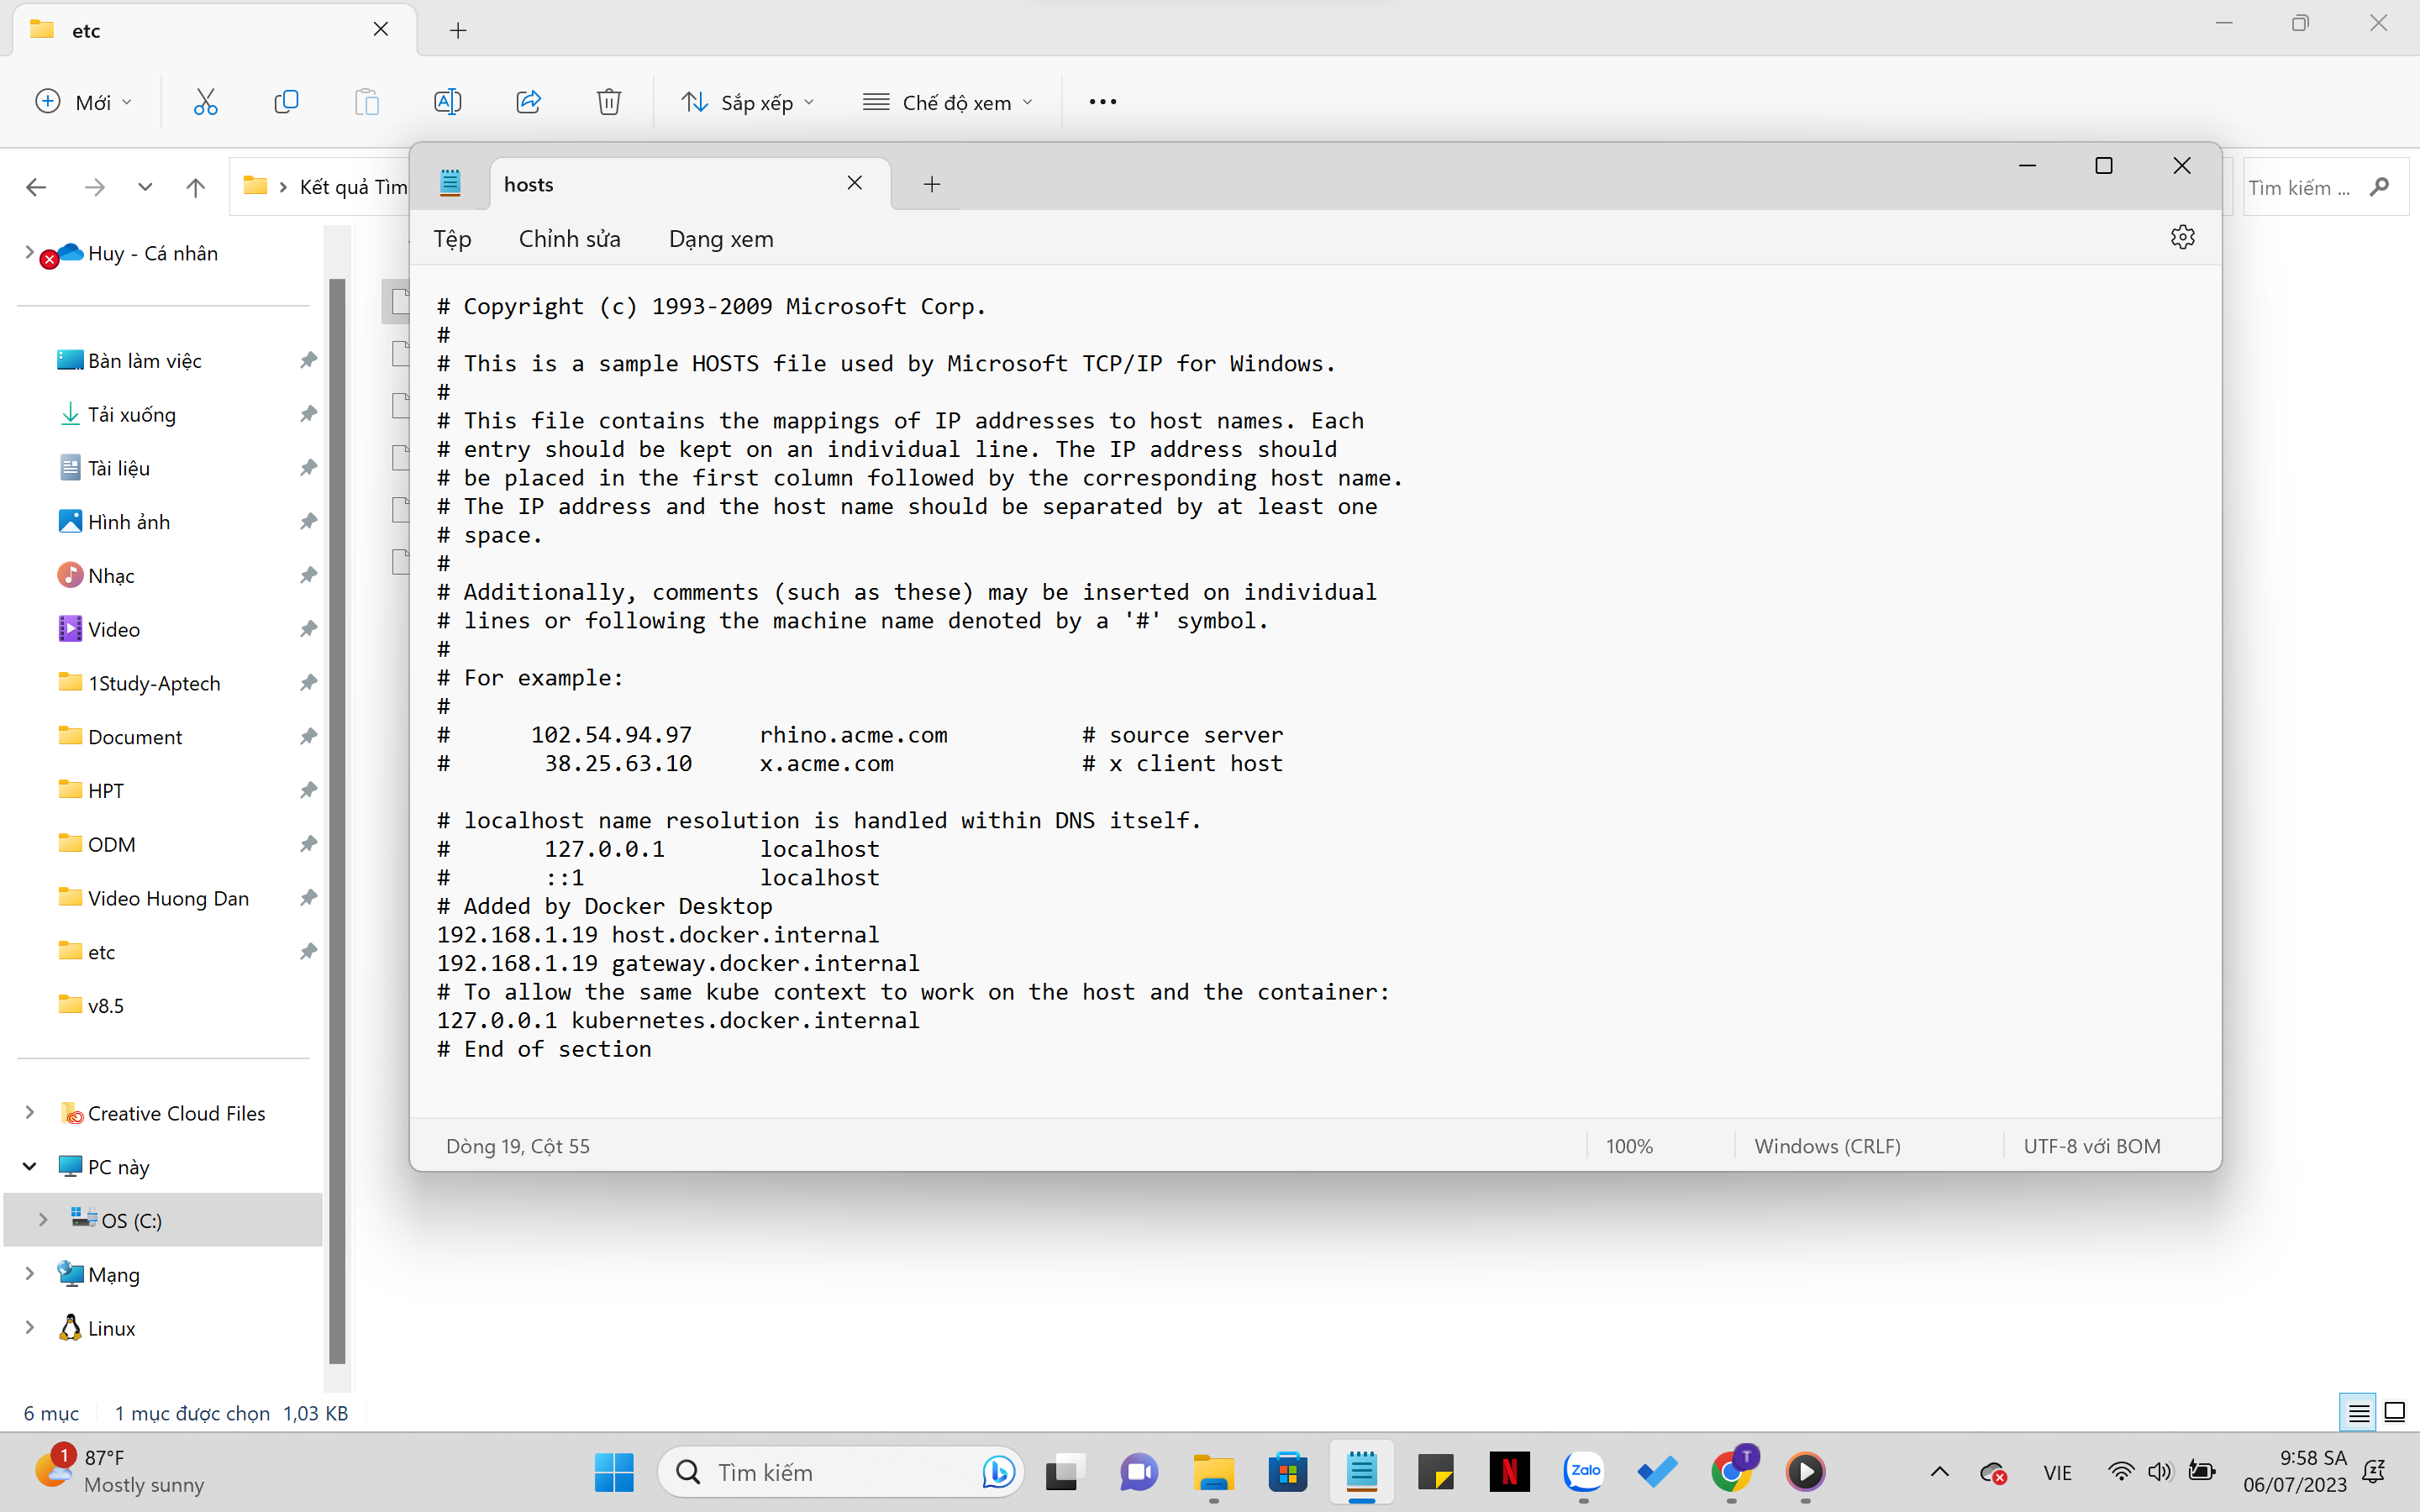 etc
Mới
Sắp xếp
Chế độ xem
Kết quả Tìm
Tìm kiếm ...
Huy - Cá nhân
Bàn làm việc
Tải xuống
Tài liệu
Hình ảnh
Nhạc
Video
1Study-Aptech
Document
HPT
ODM
Video Huong Dan
etc
v8.5
Creative Cloud Files
PC này
OS (C:)
Mạng
Linux
6 mục 1 mục được chọn 1,03 KB
hosts
Tệp Chỉnh sửa Dạng xem
# Copyright (c) 1993-2009 Microsoft Corp.
#
# This is a sample HOSTS file used by Microsoft TCP/IP for Windows.
#
# This file contains the mappings of IP addresses to host names. Each
# entry should be kept on an individual line. The IP address should
# be placed in the first column followed by the corresponding host name.
# The IP address and the host name should be separated by at least one
# space.
#
# Additionally, comments (such as these) may be inserted on individual
# lines or following the machine name denoted by a '#' symbol.
#
# For example:
#
#      102.54.94.97     rhino.acme.com          # source server
#       38.25.63.10     x.acme.com              # x client host

# localhost name resolution is handled within DNS itself.
#       127.0.0.1       localhost
#       ::1             localhost
# Added by Docker Desktop
192.168.1.19 host.docker.internal
192.168.1.19 gateway.docker.internal
# To allow the same kube context to work on the host and the container:
127.0.0.1 kubernetes.docker.internal
# End of section
Dòng 19, Cột 55 100% Windows (CRLF) UTF-8 với BOM
1
87°F
Mostly sunny
Tìm kiếm
N
Zalo
T
VIE
9:58 SA
06/07/2023